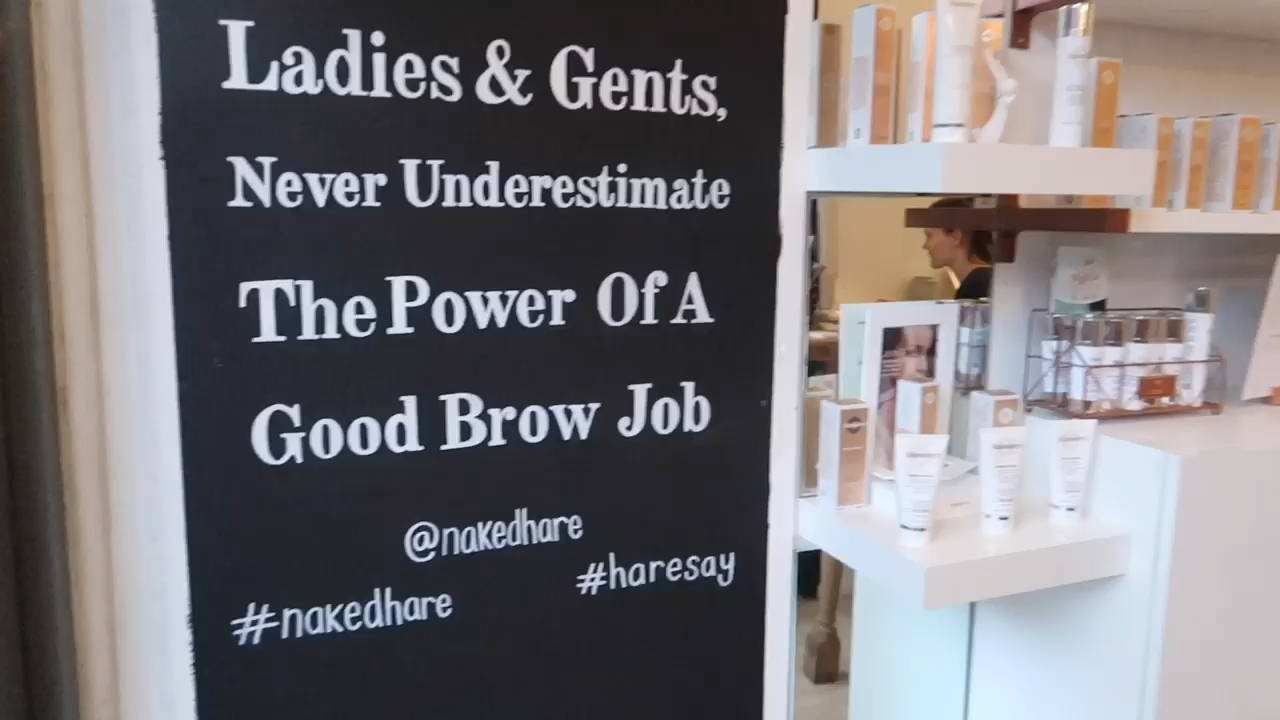 Ladies & Gents,
Never Underestimate
The Power Of A
Good Brow Job
@nakedhare
#haresay
#nakedhare